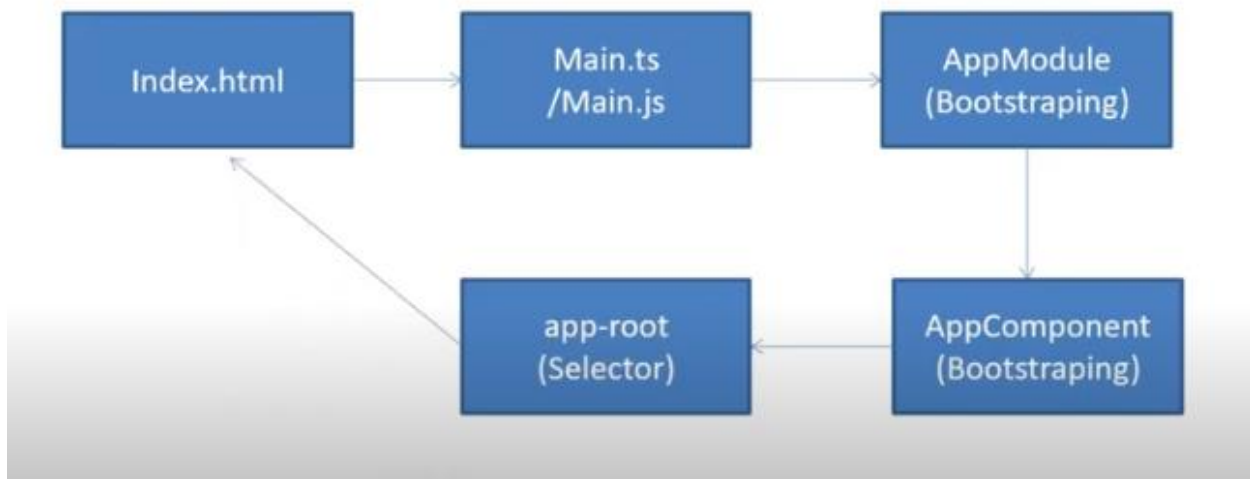 Index.html
Main.ts
/Main.js
AppModule
(Bootstraping)
AppComponent
(Bootstraping)
app-root
(Selector)